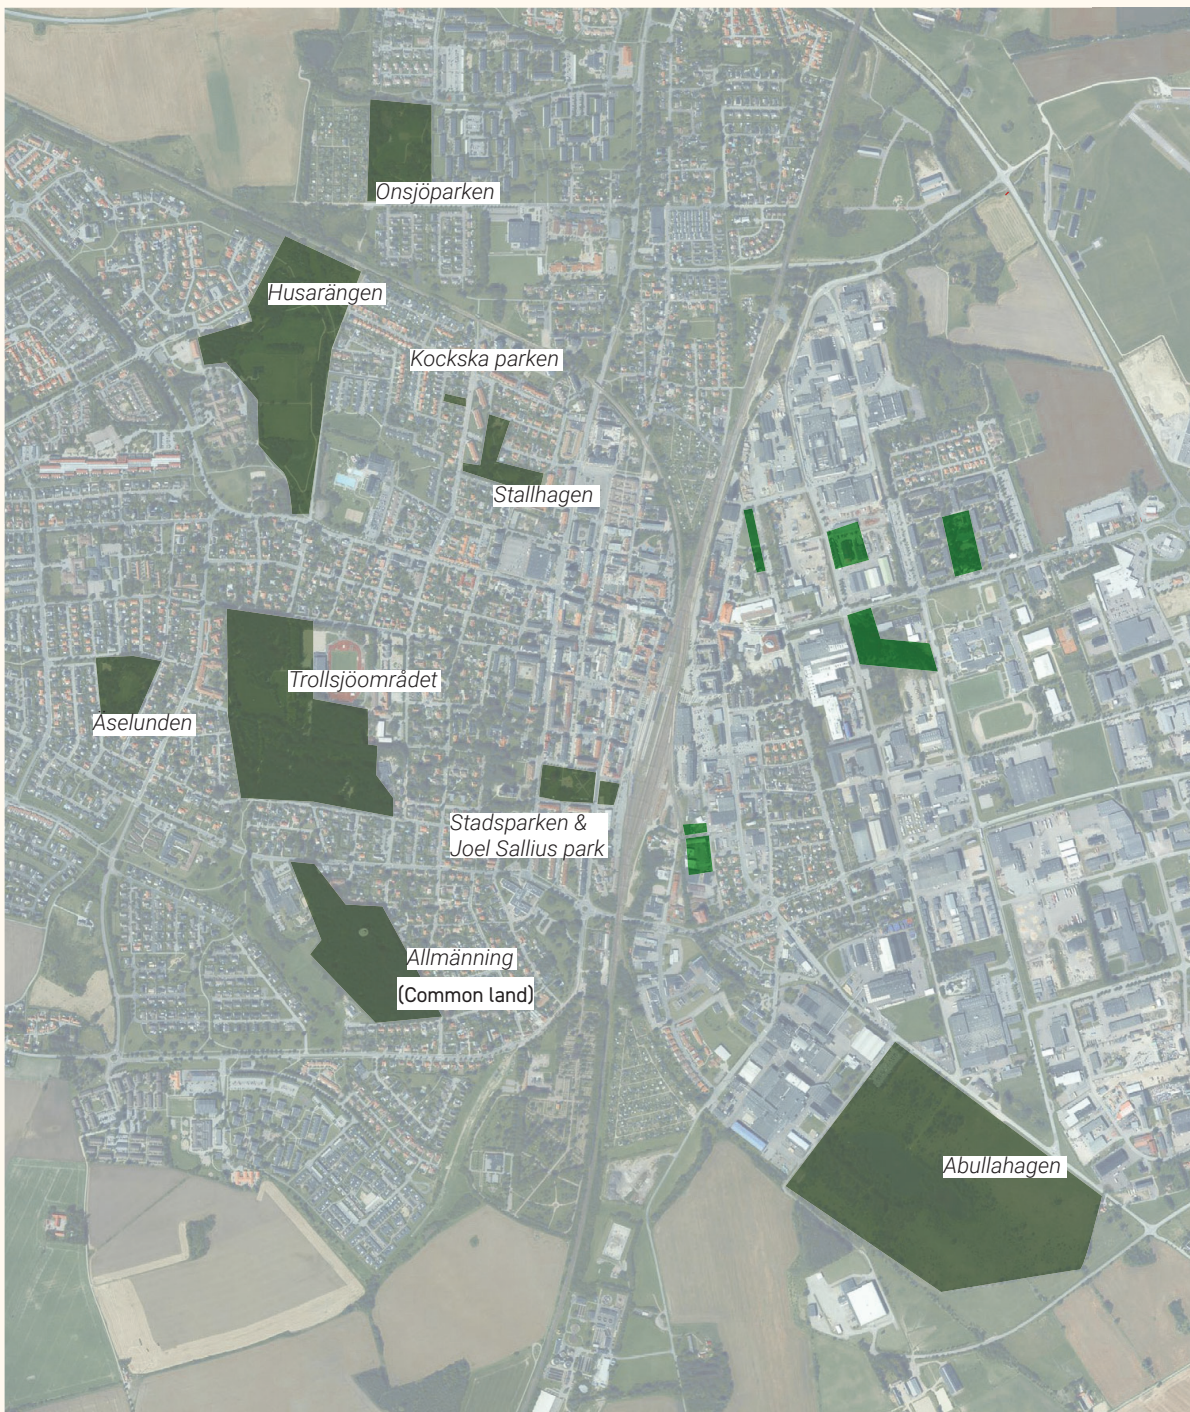 Onsjöparken
Husarängen
Kockska parken
Stallhagen
Trollsjöområdet
Åselunden
Stadsparken &
Joel Sallius park
Allmänning
(Common land)
Abullahagen